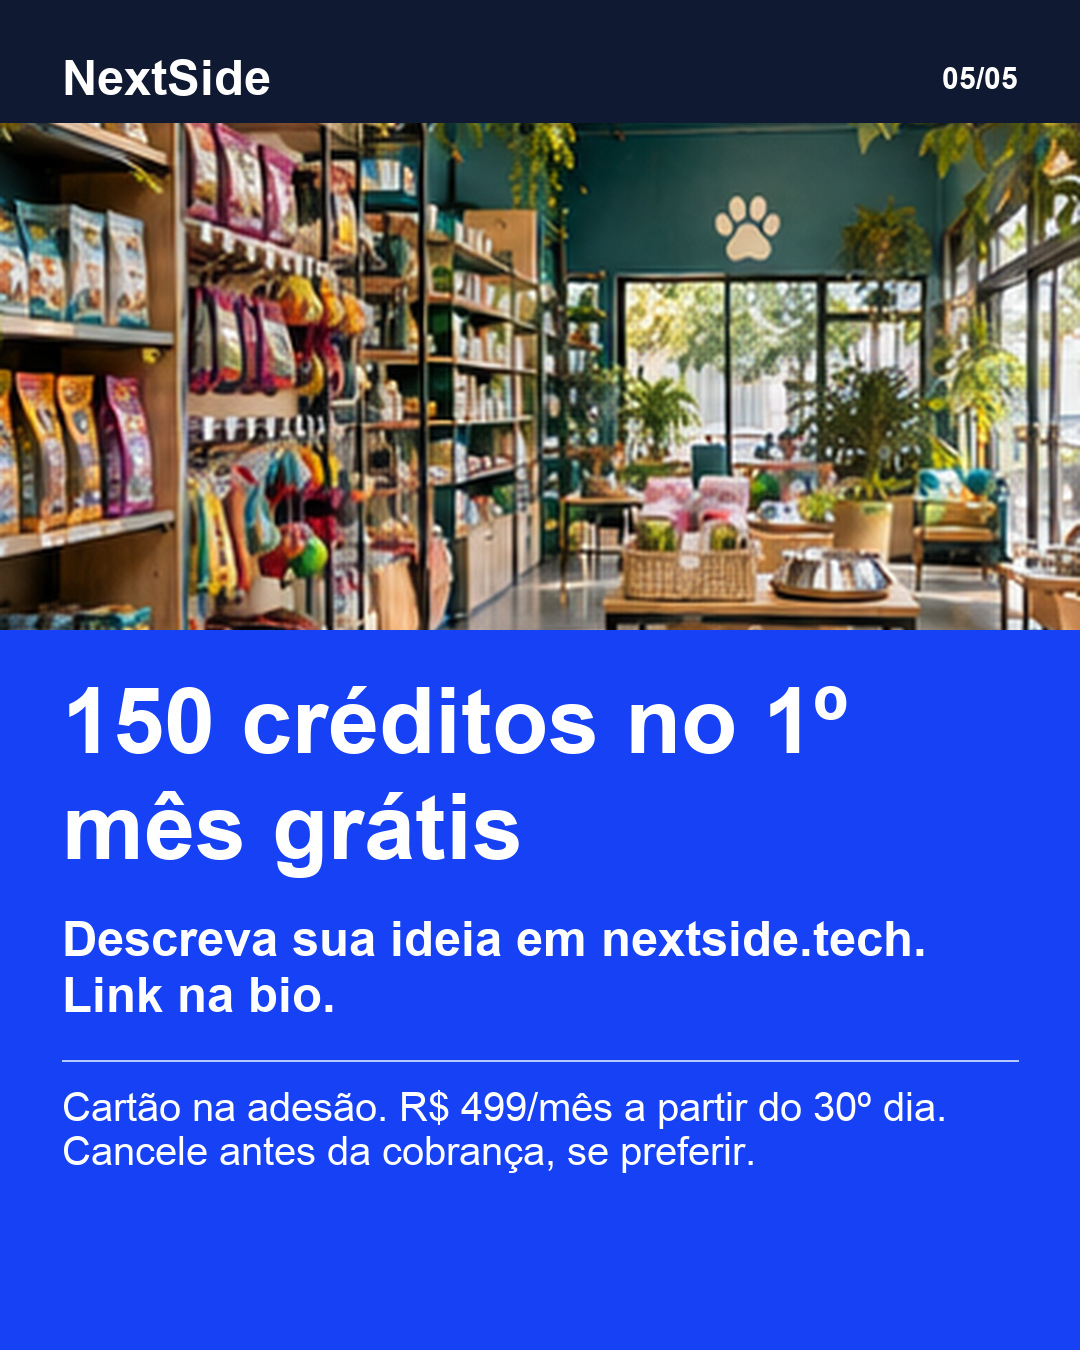 NextSide
05/05
150 créditos no 1º
mês grátis
Descreva sua ideia em nextside.tech.
Link na bio.
Cartão na adesão. R$ 499/mês a partir do 30º dia.
Cancele antes da cobrança, se preferir.